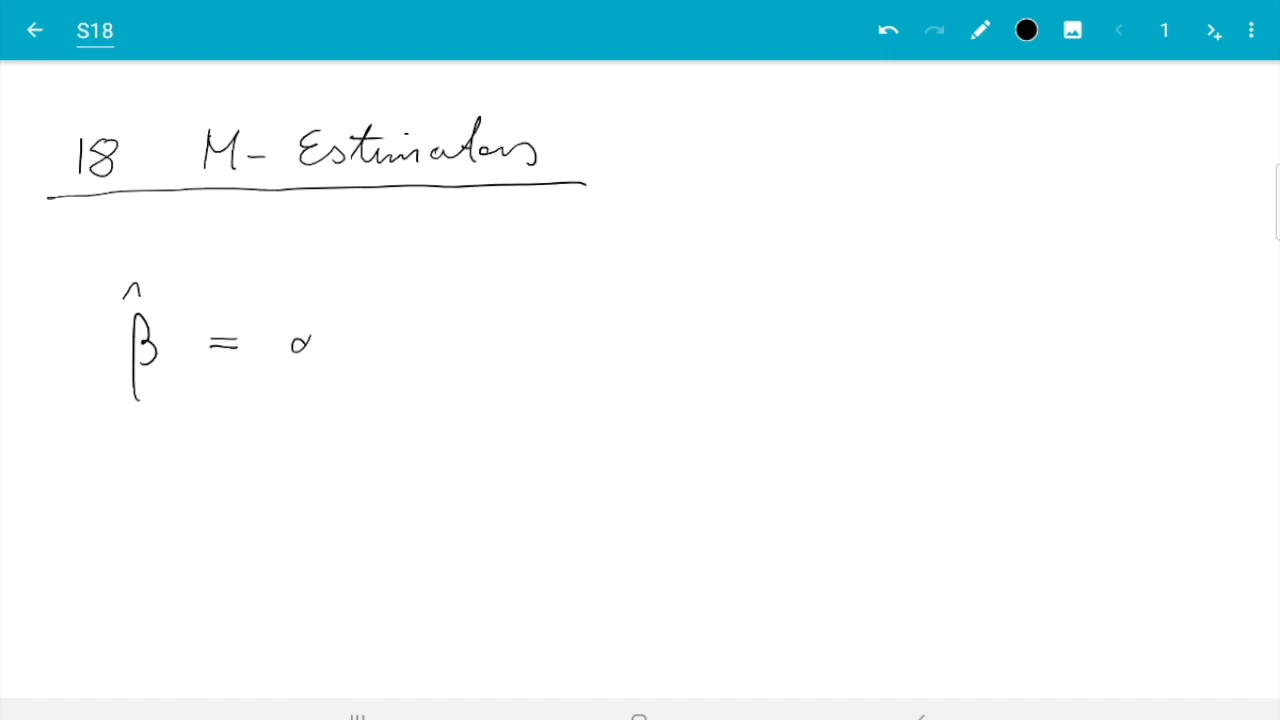 S18
1
18 M- Estimators
β̂ = α